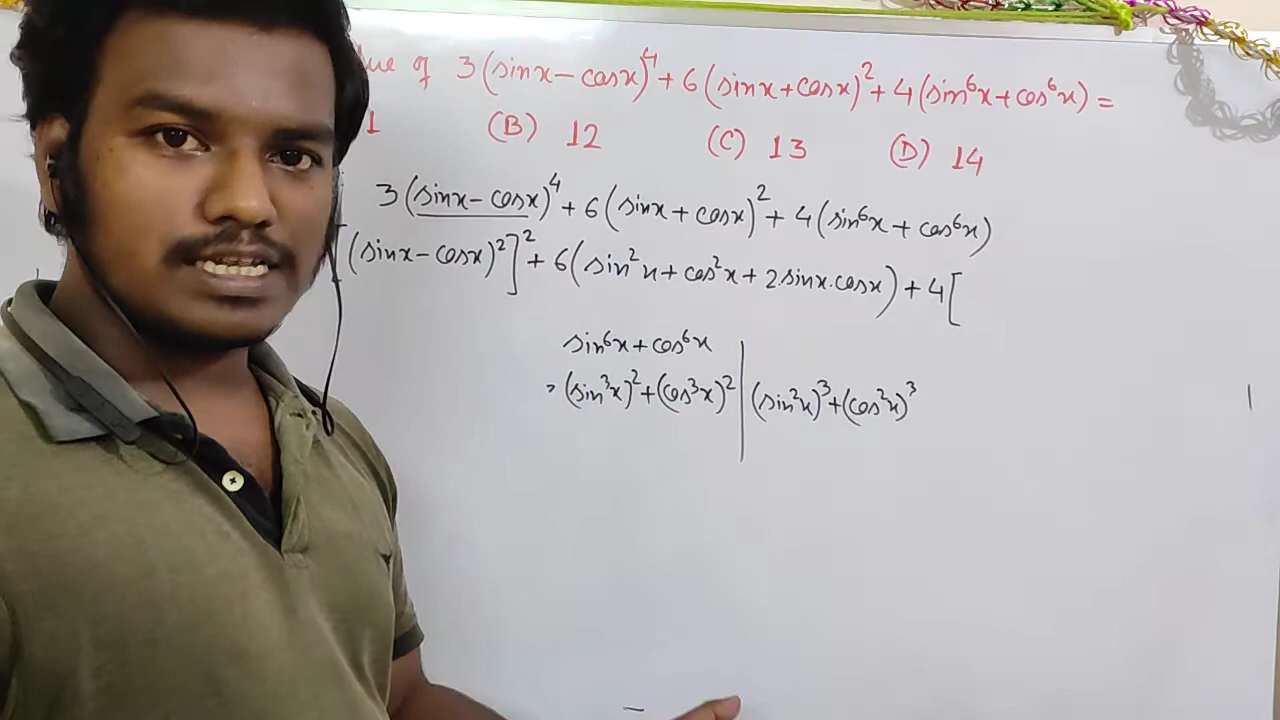 of 3(sinx-cosx)⁴+6(sinx+cosx)²+4(sin⁶x+cos⁶x)=
1 (B) 12 (C) 13 (D) 14
3(sinx-cosx)⁴+6(sinx+cosx)²+4(sin⁶x+cos⁶x)
[(sinx-cosx)²]²+6(sin²x+cos²x+2.sinx.cosx)+4[
sin⁶x+cos⁶x
=(sin³x)²+(cos³x)² | (sin²x)³+(cos²x)³